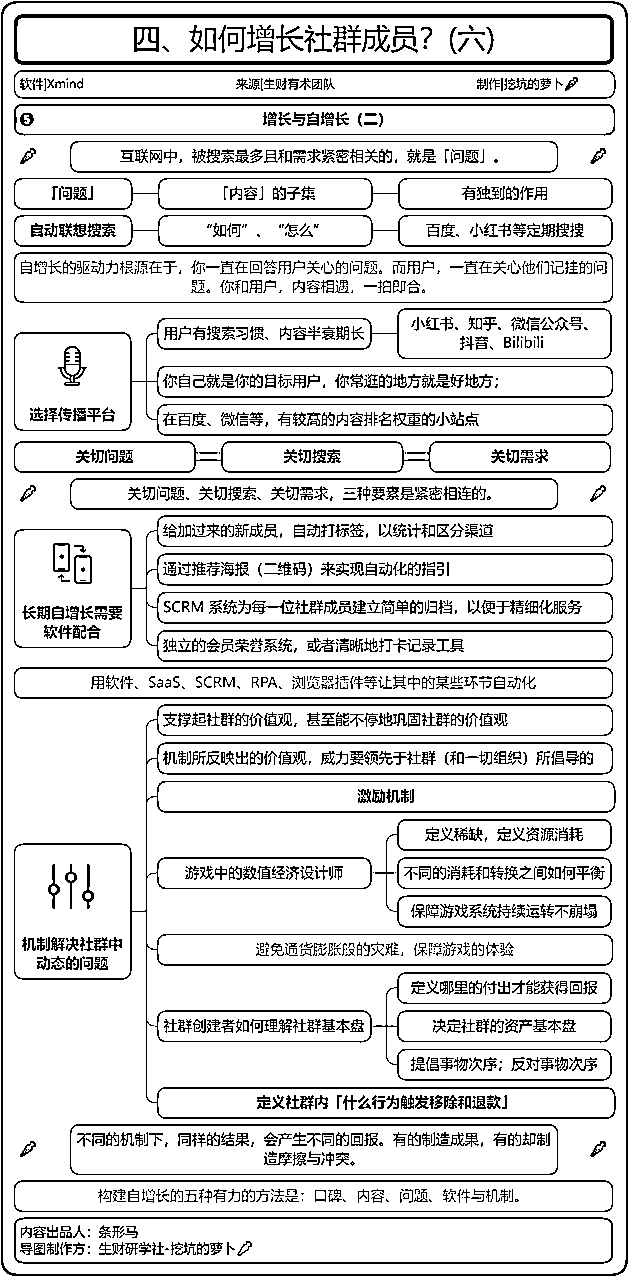 四、如何增长社群成员？(六)
软件|Xmind 来源|生财有术团队 制作|挖坑的萝卜
❺ 增长与自增长（二）
互联网中，被搜索最多且和需求紧密相关的，就是「问题」。
「问题」 「内容」的子集 有独到的作用
自动联想搜索 “如何”、“怎么“ 百度、小红书等定期搜搜
自增长的驱动力根源在于，你一直在回答用户关心的问题。而用户，一直在关心他们记挂的问
题。你和用户，内容相遇，一拍即合。
选择传播平台
用户有搜索习惯、内容半衰期长
小红书、知乎、微信公众号、
抖音、Bilibili
你自己就是你的目标用户，你常逛的地方就是好地方；
在百度、微信等，有较高的内容排名权重的小站点
关切问题 关切搜索 关切需求
关切问题、关切搜索、关切需求，三种要素是紧密相连的。
长期自增长需要
软件配合
给加过来的新成员，自动打标签，以统计和区分渠道
通过推荐海报（二维码）来实现自动化的指引
SCRM 系统为每一位社群成员建立简单的归档，以便于精细化服务
独立的会员荣誉系统，或者清晰地打卡记录工具
用软件、SaaS、SCRM、RPA、浏览器插件等让其中的某些环节自动化
机制解决社群中
动态的问题
支撑起社群的价值观，甚至能不停地巩固社群的价值观
机制所反映出的价值观，威力要领先于社群（和一切组织）所倡导的
激励机制
游戏中的数值经济设计师
定义稀缺，定义资源消耗
不同的消耗和转换之间如何平衡
保障游戏系统持续运转不崩塌
避免通货膨胀般的灾难，保障游戏的体验
社群创建者如何理解社群基本盘
定义哪里的付出才能获得回报
决定社群的资产基本盘
提倡事物次序；反对事物次序
定义社群内「什么行为触发移除和退款」
不同的机制下，同样的结果，会产生不同的回报。有的制造成果，有的却制
造摩擦与冲突。
构建自增长的五种有力的方法是：口碑、内容、问题、软件与机制。
内容出品人：条形马
导图制作方：生财研学社-挖坑的萝卜